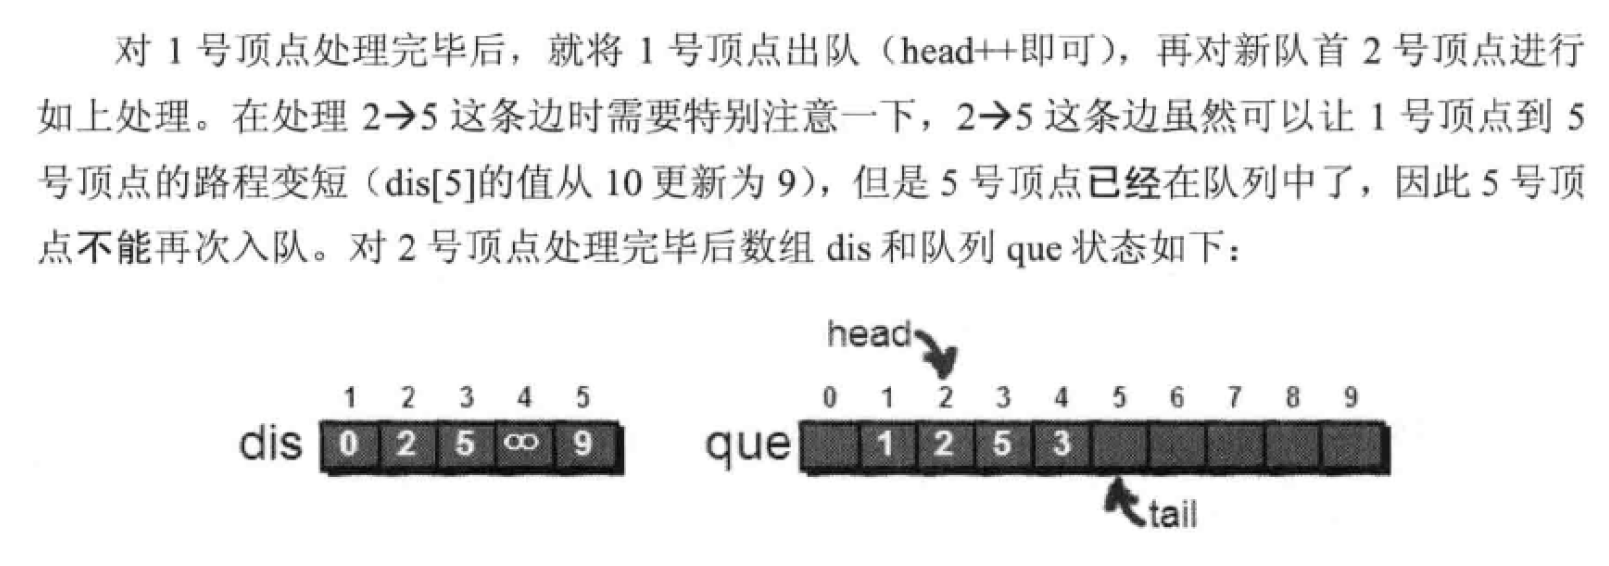 对 1 号顶点处理完毕后，就将 1 号顶点出队（head++即可），再对新队首 2 号顶点进行
如上处理。在处理 2→5 这条边时需要特别注意一下，2→5 这条边虽然可以让 1 号顶点到 5
号顶点的路程变短（dis[5]的值从 10 更新为 9），但是 5 号顶点已经在队列中了，因此 5 号顶
点不能再次入队。对 2 号顶点处理完毕后数组 dis 和队列 que 状态如下：
head
1 2 3 4 5
0 1 2 3 4 5 6 7 8 9
dis 0 2 5 ∞ 9
que 1 2 5 3
tail